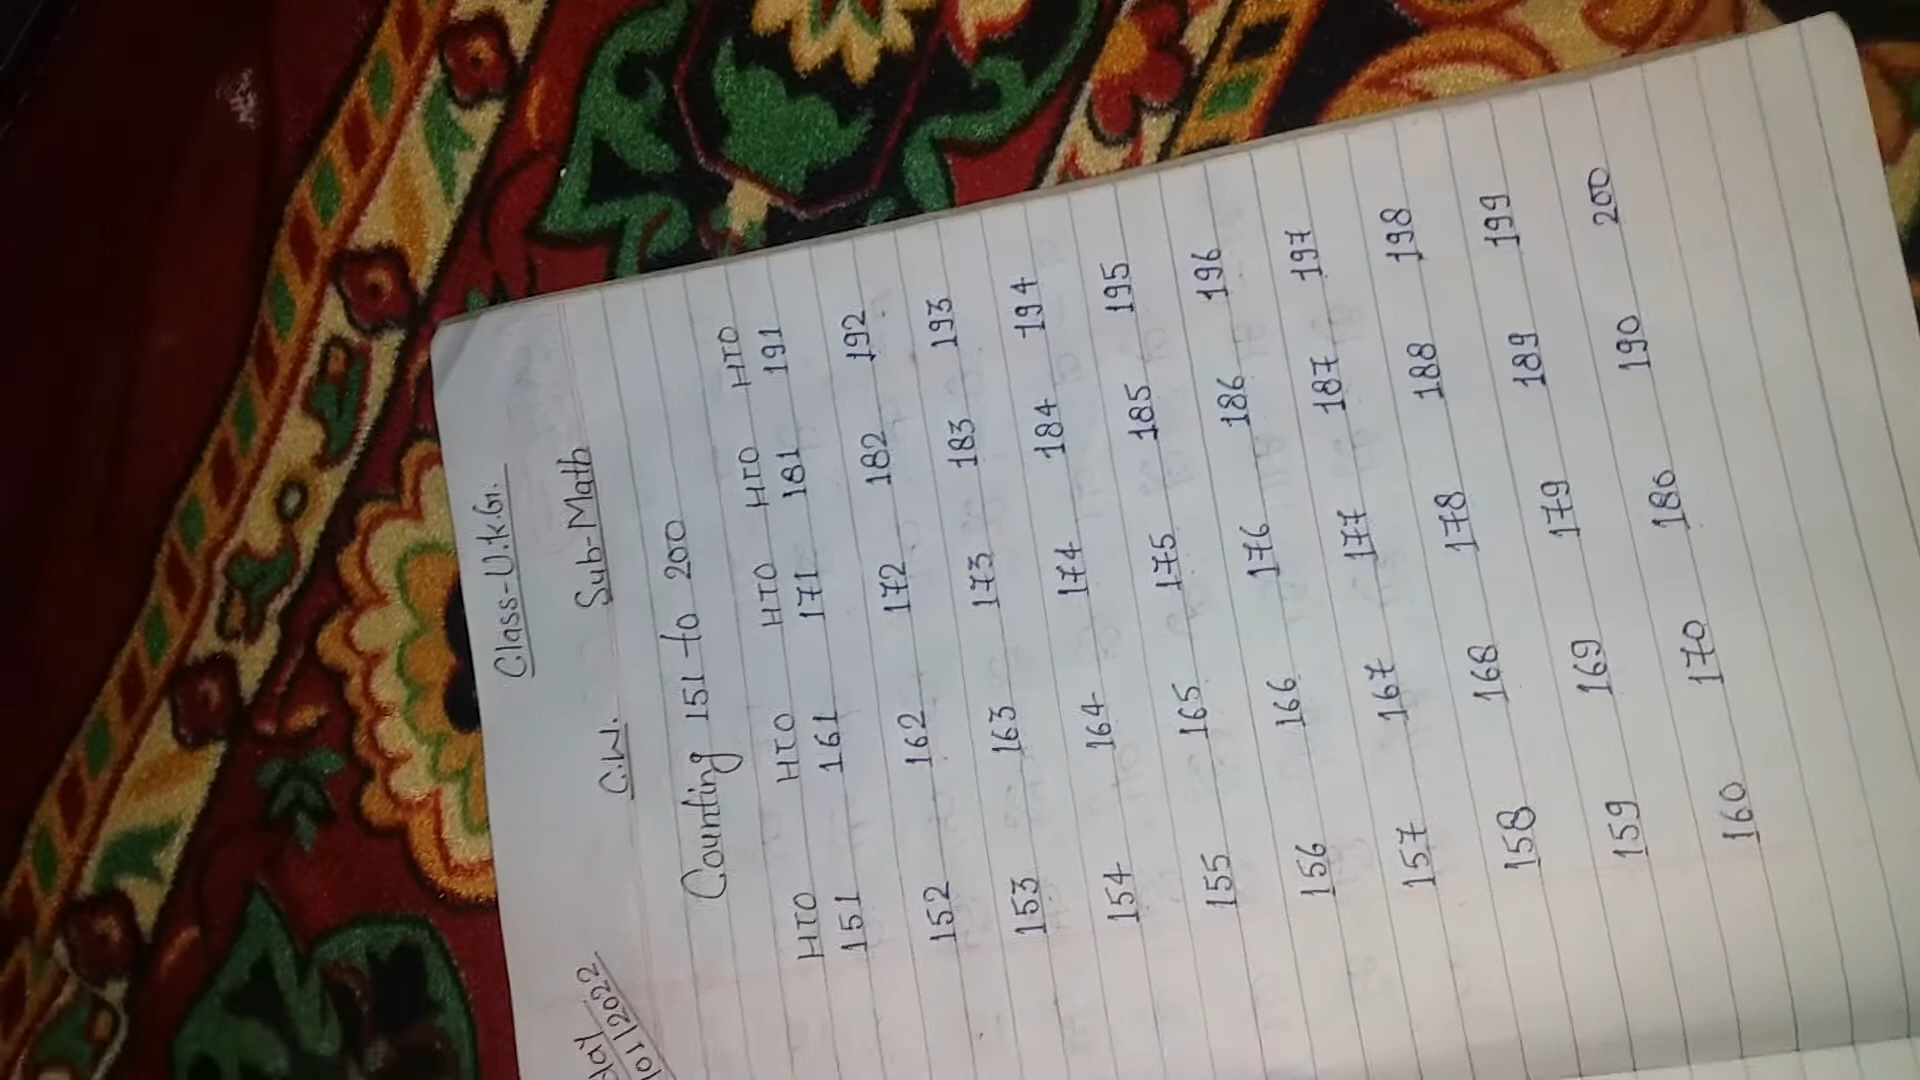 Class-U.K.G.
C.W. Sub-Math
day
/01/2022
Counting 151 to 200
HTO HTO HTO HTO HTO
151 161 171 181 191
152 162 172 182 192
153 163 173 183 193
154 164 174 184 194
155 165 175 185 195
156 166 176 186 196
157 167 177 187 197
158 168 178 188 198
159 169 179 189 199
160 170 180 190 200